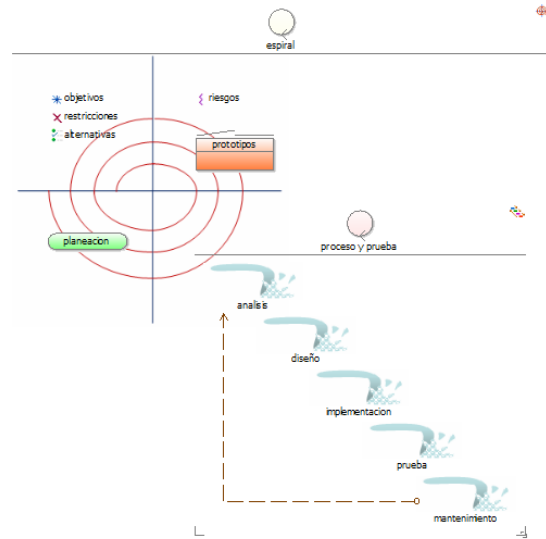 espiral
objetivos
riesgos
restricciones
alternativas
prototipos
planeacion
proceso y prueba
analisis
diseño
implementacion
prueba
mantenimiento